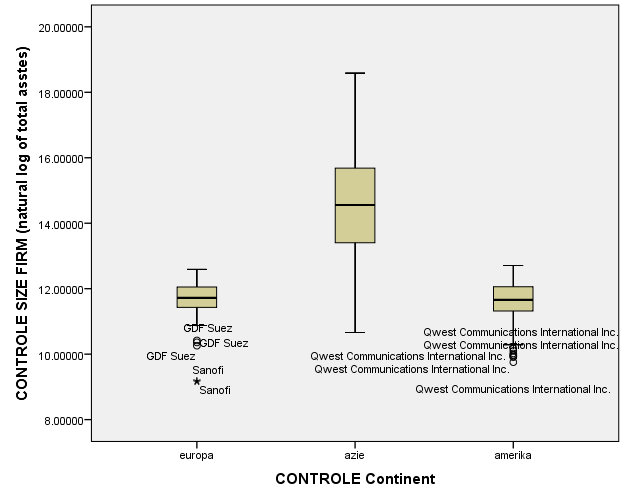 CONTROLE SIZE FIRM (natural log of total asstes)
20.00000
18.00000
16.00000
14.00000
12.00000
10.00000
8.00000
GDF Suez
GDF Suez
GDF Suez
Sanofi
Sanofi
Qwest Communications International Inc.
Qwest Communications International Inc.
Qwest Communications International Inc.
Qwest Communications International Inc.
Qwest Communications International Inc.
europa
azie
amerika
CONTROLE Continent